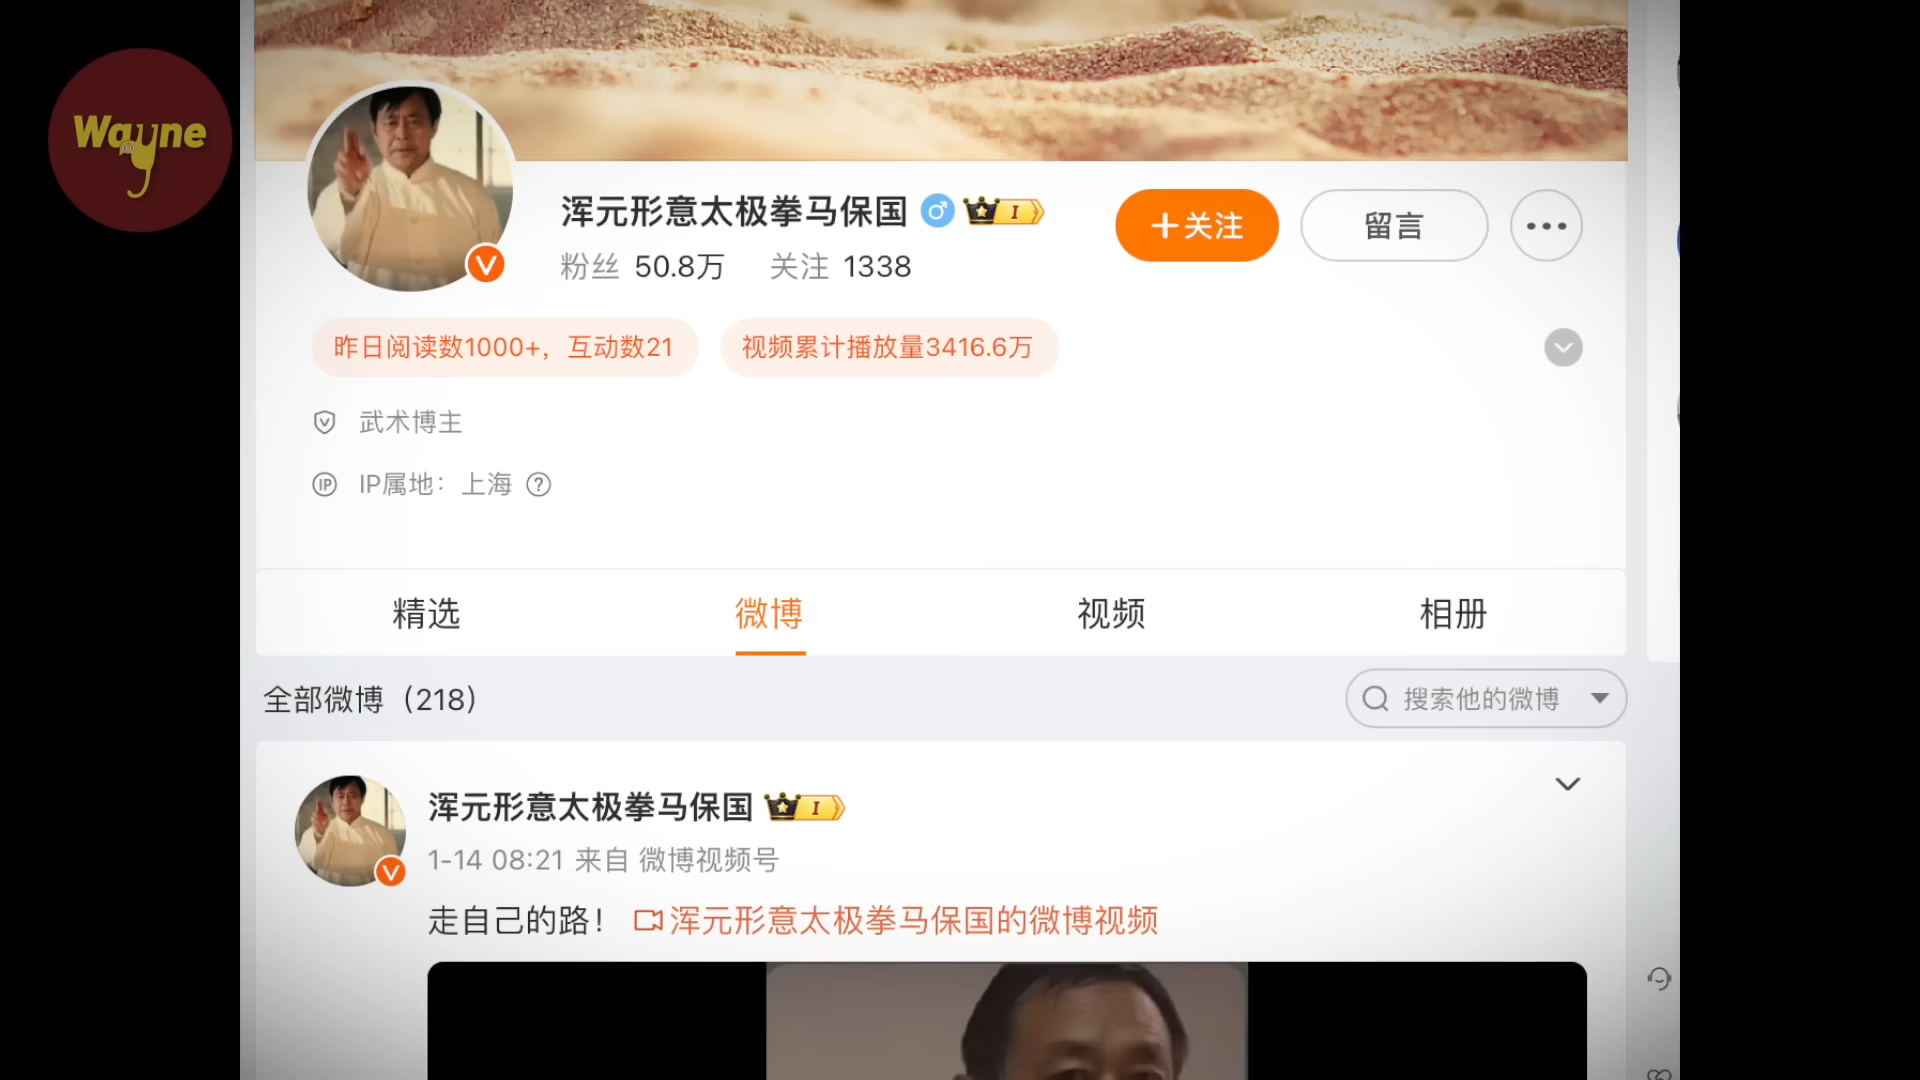 Wayne
浑元形意太极拳马保国 I
粉丝 50.8万 关注 1338
+关注
留言
昨日阅读数1000+，互动数21
视频累计播放量3416.6万
武术博主
IP IP属地：上海 ?
精选 微博 视频 相册
全部微博（218）
搜索他的微博
浑元形意太极拳马保国 I
1-14 08:21 来自 微博视频号
走自己的路！ 浑元形意太极拳马保国的微博视频